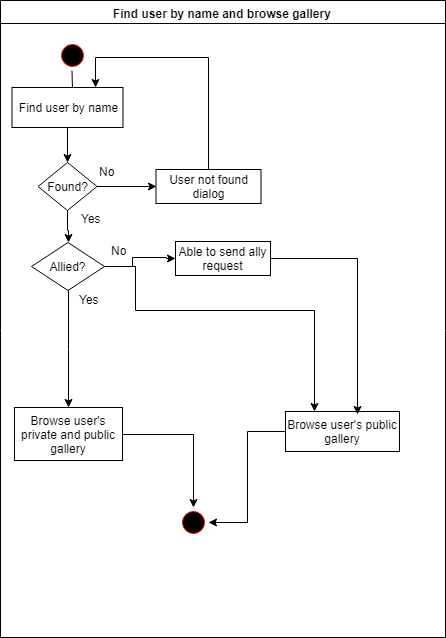 Find user by name and browse gallery
Find user by name
Found?
No
User not found
dialog
Yes
Allied?
No
Able to send ally
request
Yes
Browse user's
private and public
gallery
Browse user's public
gallery